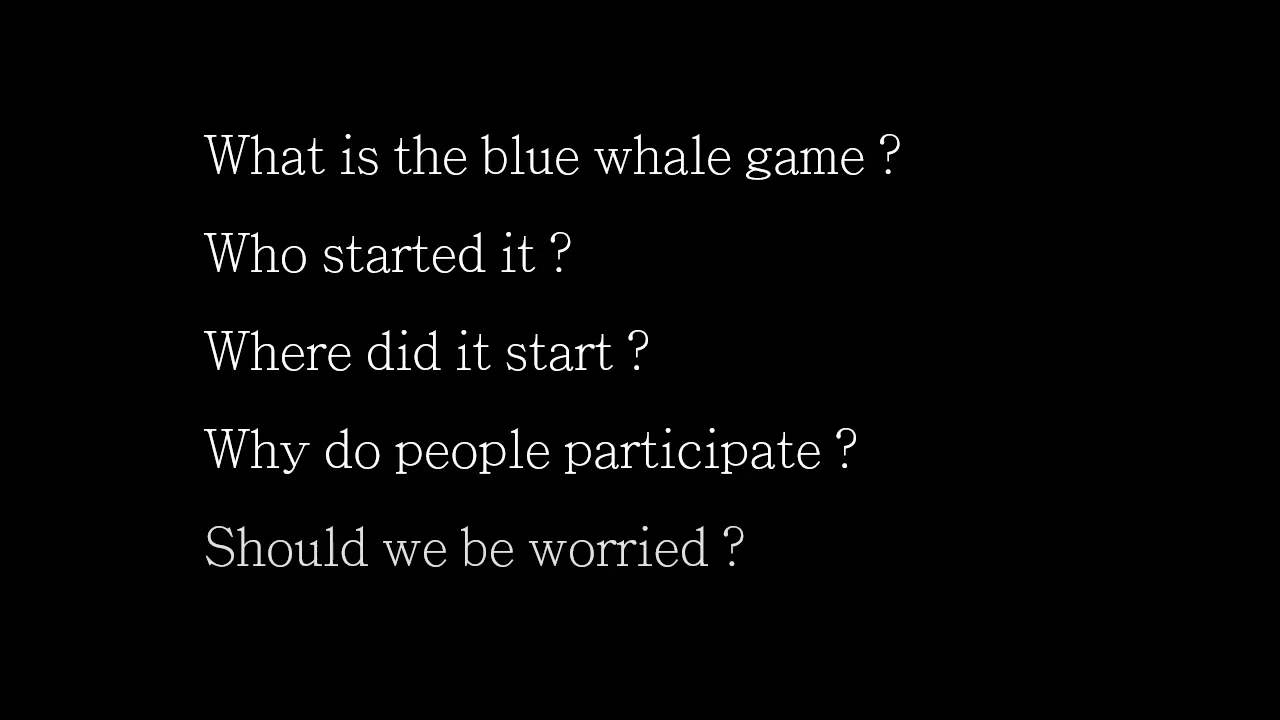 What is the blue whale game ?
Who started it ?
Where did it start ?
Why do people participate ?
Should we be worried ?